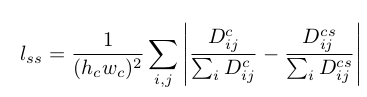 l_{ss} = \frac{1}{(h_c w_c)^2} \sum_{i,j} \left| \frac{D^c_{ij}}{\sum_i D^c_{ij}} - \frac{D^{cs}_{ij}}{\sum_i D^{cs}_{ij}} \right|